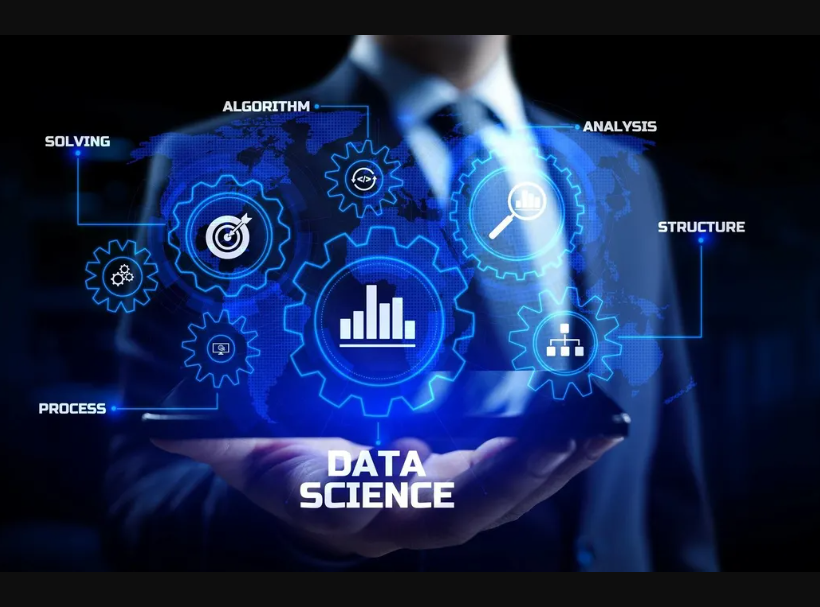 ALGORITHM
ANALYSIS
SOLVING
STRUCTURE
PROCESS
DATA
SCIENCE